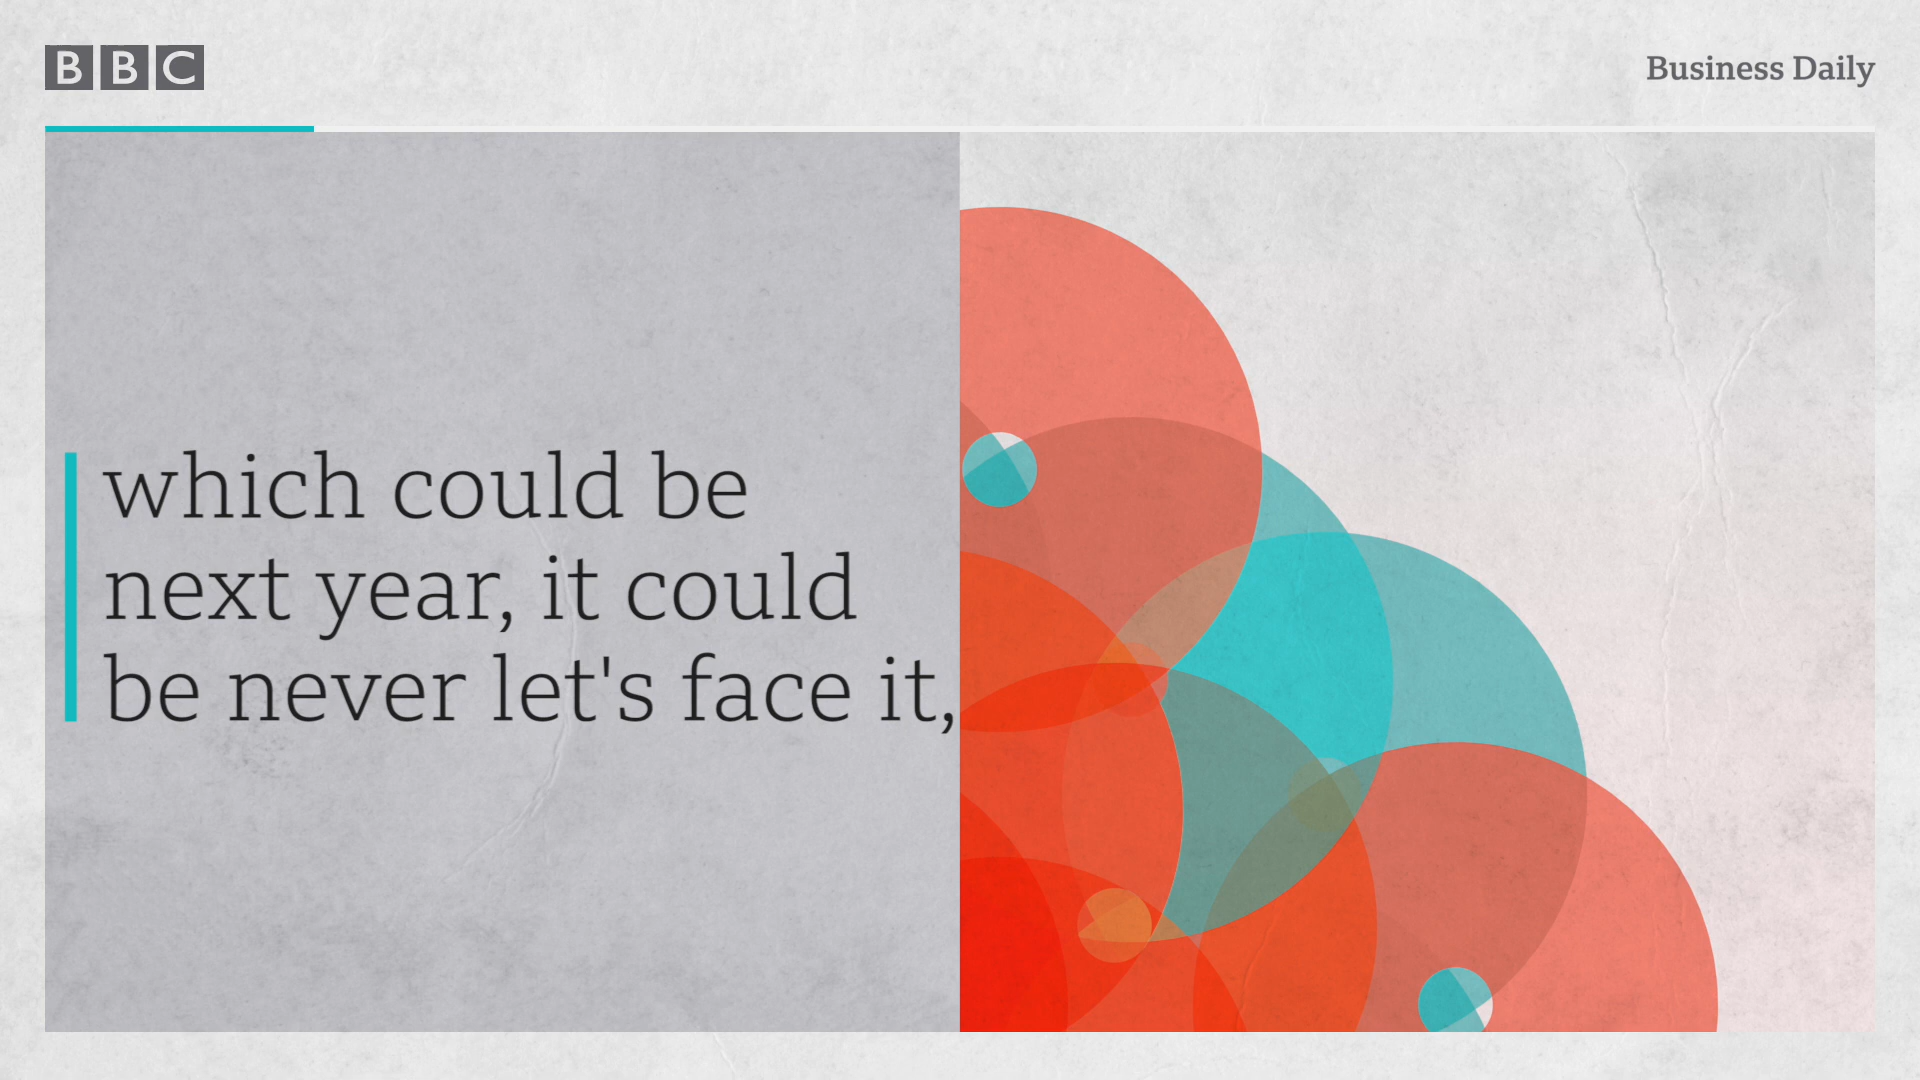 BBC
Business Daily
which could be
next year, it could
be never let's face it,